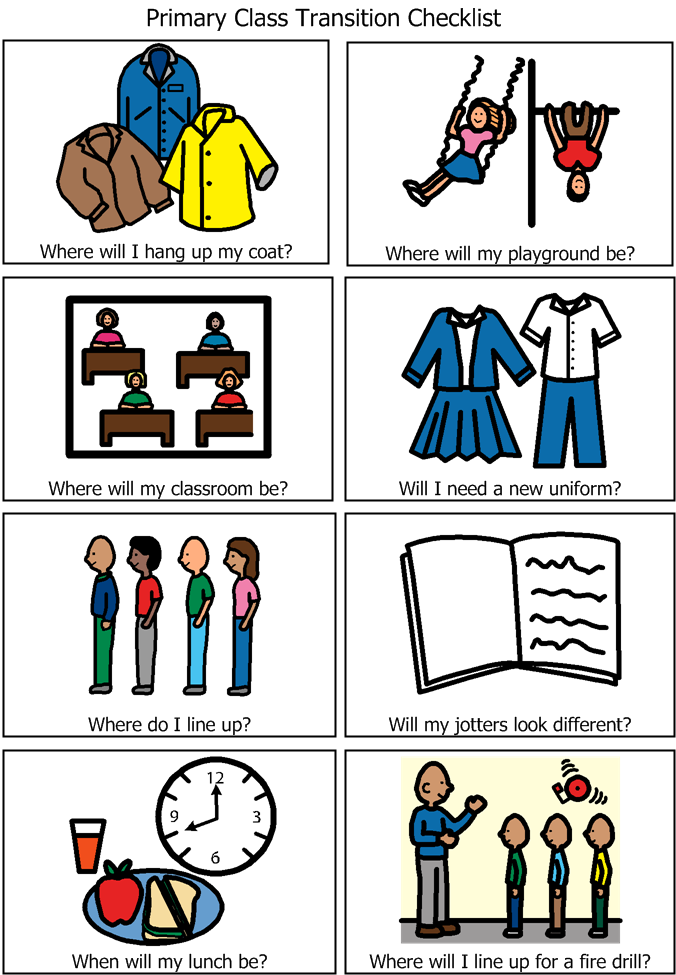 Primary Class Transition Checklist
Where will I hang up my coat?
Where will my playground be?
Where will my classroom be?
Will I need a new uniform?
Where do I line up?
Will my jotters look different?
12
9
3
6
When will my lunch be?
Where will I line up for a fire drill?